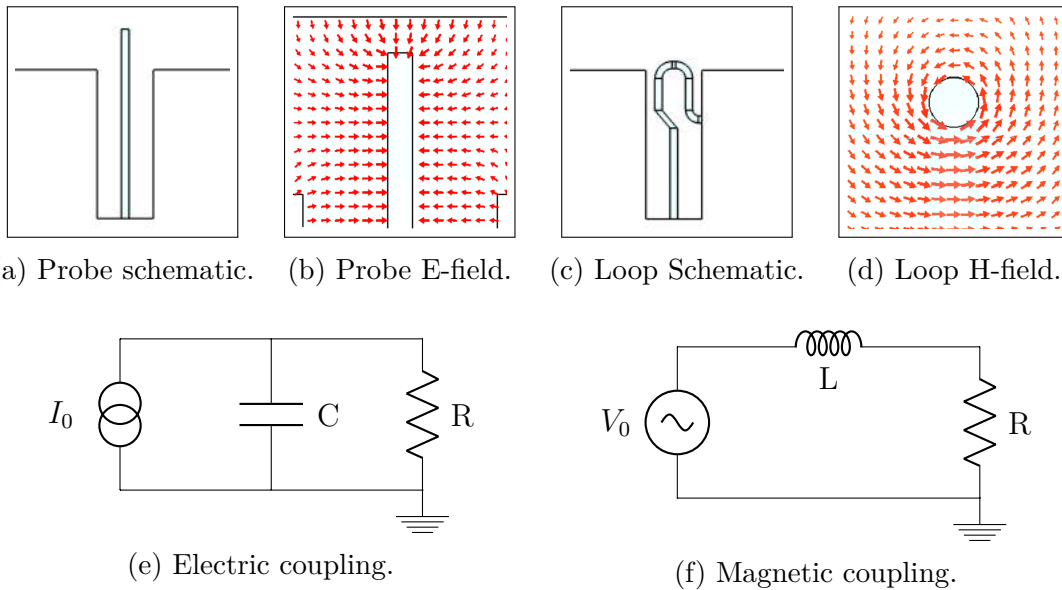 a) Probe schematic.
(b) Probe E-field.
(c) Loop Schematic.
(d) Loop H-field.
I₀
C
R
(e) Electric coupling.
L
V₀
R
(f) Magnetic coupling.